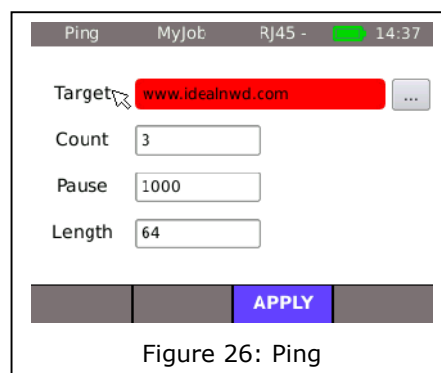 Ping MyJob RJ45 - 14:37
Target www.idealnwd.com ...
Count 3
Pause 1000
Length 64
APPLY
Figure 26: Ping